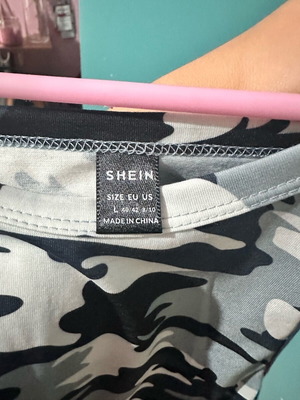 SHEIN
SIZE EU US
L 40/42 8/10
MADE IN CHINA